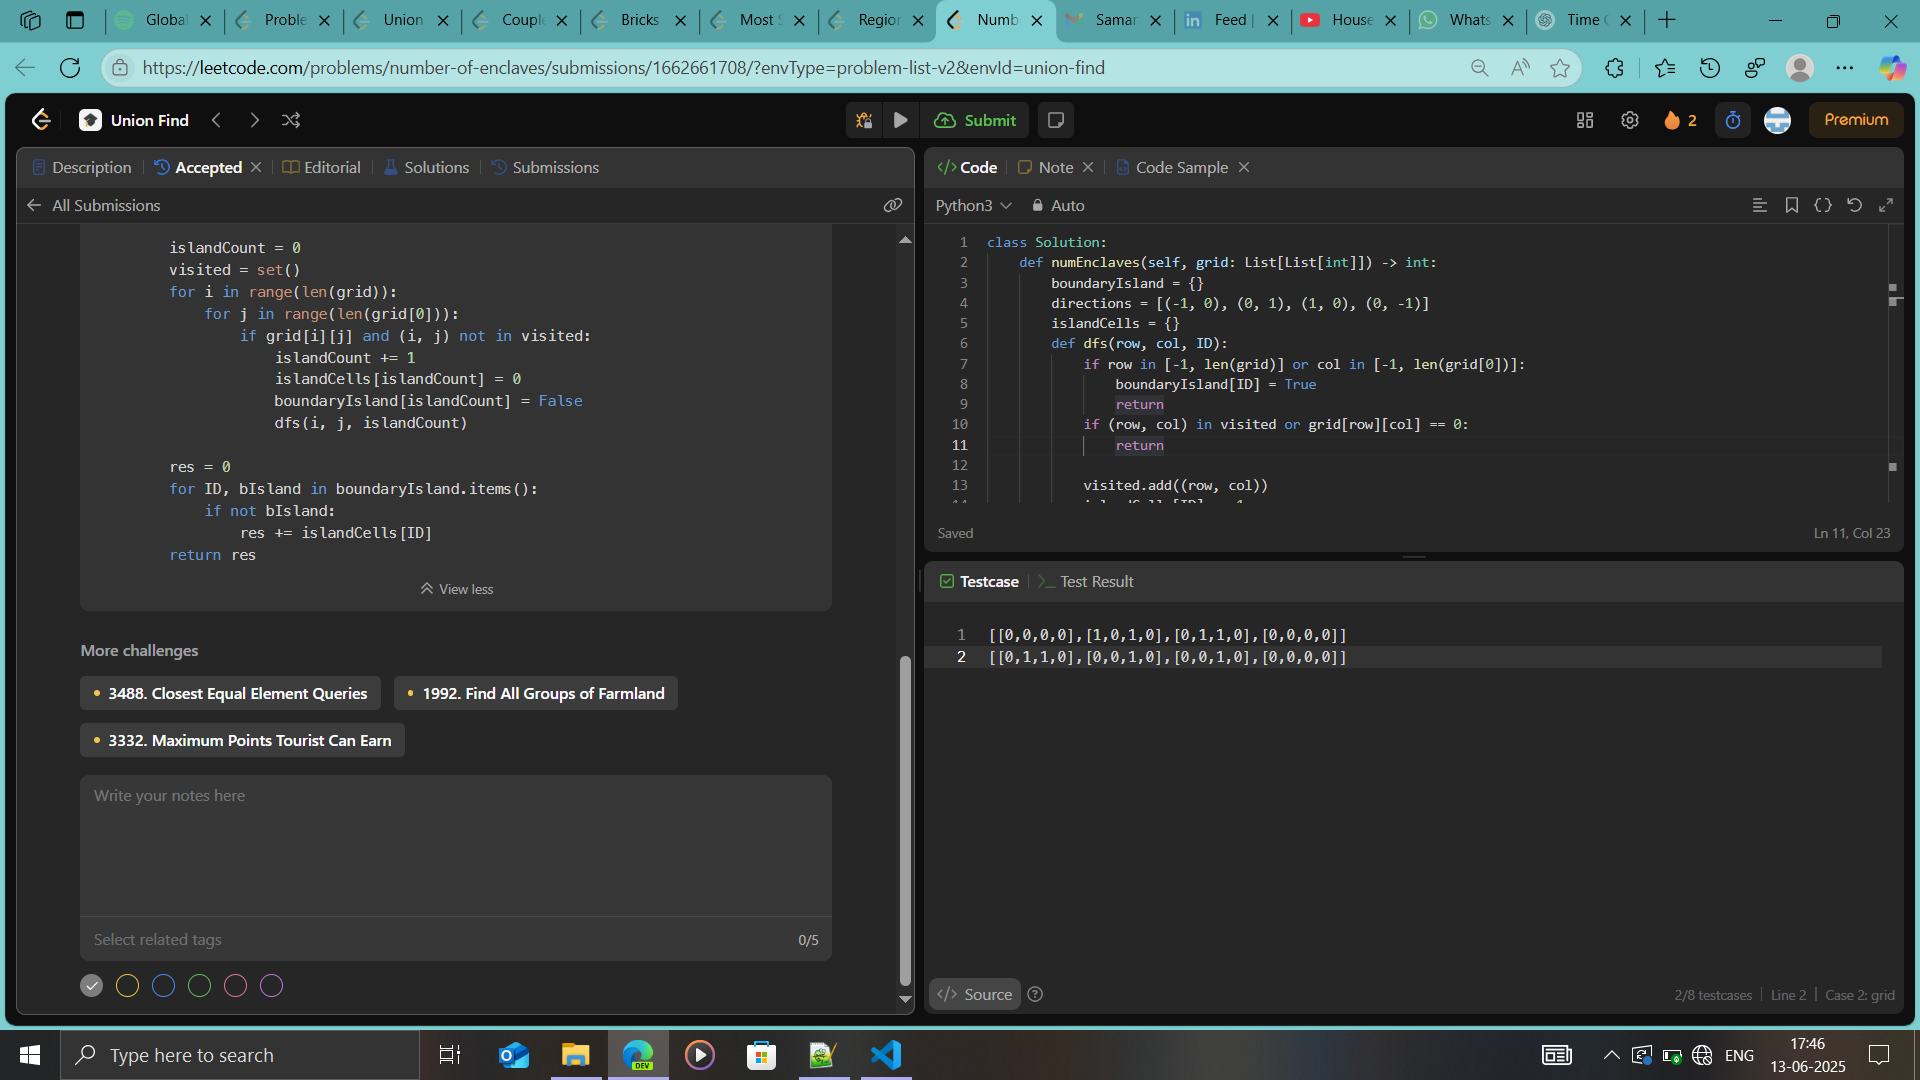 Global
Proble
Union
Couple
Bricks
Most S
Region
Numb
Samar
Feed |
House
Whats
Time C
https://leetcode.com/problems/number-of-enclaves/submissions/1662661708/?envType=problem-list-v2&envId=union-find
Union Find
Submit
2
Premium
Description
Accepted
Editorial
Solutions
Submissions
All Submissions
islandCount = 0
visited = set()
for i in range(len(grid)):
for j in range(len(grid[0])):
if grid[i][j] and (i, j) not in visited:
islandCount += 1
islandCells[islandCount] = 0
boundaryIsland[islandCount] = False
dfs(i, j, islandCount)
res = 0
for ID, bIsland in boundaryIsland.items():
if not bIsland:
res += islandCells[ID]
return res
View less
More challenges
3488. Closest Equal Element Queries
1992. Find All Groups of Farmland
3332. Maximum Points Tourist Can Earn
Write your notes here
Select related tags
0/5
Code
Note
Code Sample
Python3
Auto
1 class Solution:
2 def numEnclaves(self, grid: List[List[int]]) -> int:
3 boundaryIsland = {}
4 directions = [(-1, 0), (0, 1), (1, 0), (0, -1)]
5 islandCells = {}
6 def dfs(row, col, ID):
7 if row in [-1, len(grid)] or col in [-1, len(grid[0])]:
8 boundaryIsland[ID] = True
9 return
10 if (row, col) in visited or grid[row][col] == 0:
11 return
12
13 visited.add((row, col))
Saved
Ln 11, Col 23
Testcase
Test Result
1 [[0,0,0,0],[1,0,1,0],[0,1,1,0],[0,0,0,0]]
2 [[0,1,1,0],[0,0,1,0],[0,0,1,0],[0,0,0,0]]
Source
2/8 testcases
Line 2
Case 2: grid
Type here to search
DEV
ENG
17:46
13-06-2025